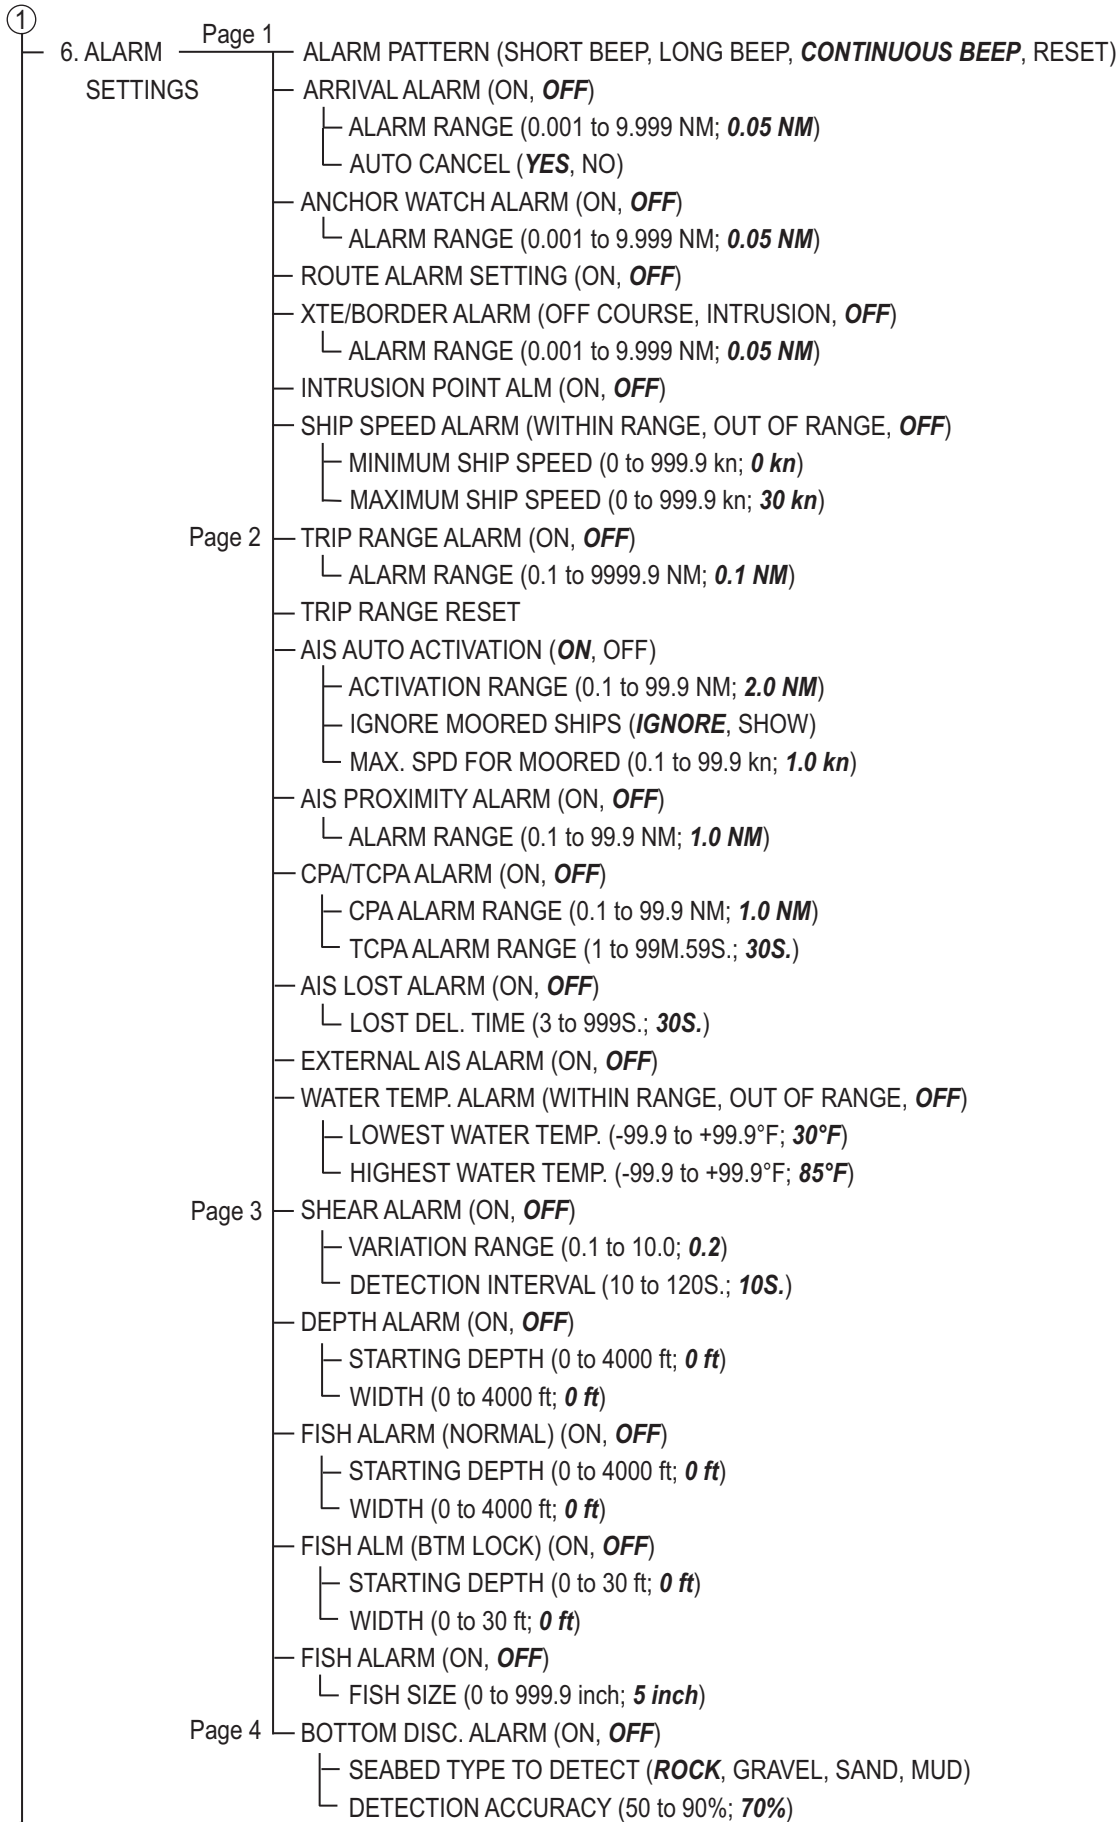 1
Page 1
6. ALARM
SETTINGS
ALARM PATTERN (SHORT BEEP, LONG BEEP, CONTINUOUS BEEP, RESET)
ARRIVAL ALARM (ON, OFF)
ALARM RANGE (0.001 to 9.999 NM; 0.05 NM)
AUTO CANCEL (YES, NO)
ANCHOR WATCH ALARM (ON, OFF)
ALARM RANGE (0.001 to 9.999 NM; 0.05 NM)
ROUTE ALARM SETTING (ON, OFF)
XTE/BORDER ALARM (OFF COURSE, INTRUSION, OFF)
ALARM RANGE (0.001 to 9.999 NM; 0.05 NM)
INTRUSION POINT ALM (ON, OFF)
SHIP SPEED ALARM (WITHIN RANGE, OUT OF RANGE, OFF)
MINIMUM SHIP SPEED (0 to 999.9 kn; 0 kn)
MAXIMUM SHIP SPEED (0 to 999.9 kn; 30 kn)
Page 2
TRIP RANGE ALARM (ON, OFF)
ALARM RANGE (0.1 to 9999.9 NM; 0.1 NM)
TRIP RANGE RESET
AIS AUTO ACTIVATION (ON, OFF)
ACTIVATION RANGE (0.1 to 99.9 NM; 2.0 NM)
IGNORE MOORED SHIPS (IGNORE, SHOW)
MAX. SPD FOR MOORED (0.1 to 99.9 kn; 1.0 kn)
AIS PROXIMITY ALARM (ON, OFF)
ALARM RANGE (0.1 to 99.9 NM; 1.0 NM)
CPA/TCPA ALARM (ON, OFF)
CPA ALARM RANGE (0.1 to 99.9 NM; 1.0 NM)
TCPA ALARM RANGE (1 to 99M.59S.; 30S.)
AIS LOST ALARM (ON, OFF)
LOST DEL. TIME (3 to 999S.; 30S.)
EXTERNAL AIS ALARM (ON, OFF)
WATER TEMP. ALARM (WITHIN RANGE, OUT OF RANGE, OFF)
LOWEST WATER TEMP. (-99.9 to +99.9°F; 30°F)
HIGHEST WATER TEMP. (-99.9 to +99.9°F; 85°F)
Page 3
SHEAR ALARM (ON, OFF)
VARIATION RANGE (0.1 to 10.0; 0.2)
DETECTION INTERVAL (10 to 120S.; 10S.)
DEPTH ALARM (ON, OFF)
STARTING DEPTH (0 to 4000 ft; 0 ft)
WIDTH (0 to 4000 ft; 0 ft)
FISH ALARM (NORMAL) (ON, OFF)
STARTING DEPTH (0 to 4000 ft; 0 ft)
WIDTH (0 to 4000 ft; 0 ft)
FISH ALM (BTM LOCK) (ON, OFF)
STARTING DEPTH (0 to 30 ft; 0 ft)
WIDTH (0 to 30 ft; 0 ft)
FISH ALARM (ON, OFF)
FISH SIZE (0 to 999.9 inch; 5 inch)
Page 4
BOTTOM DISC. ALARM (ON, OFF)
SEABED TYPE TO DETECT (ROCK, GRAVEL, SAND, MUD)
DETECTION ACCURACY (50 to 90%; 70%)